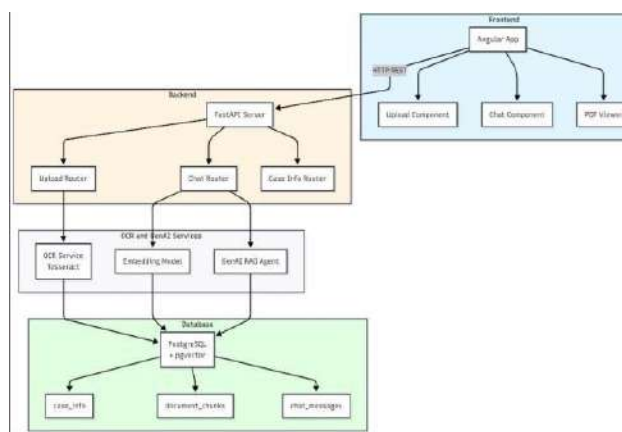 Frontend
Angular App
HTTP REST
Upload Component
Chat Component
PDF Viewer
Backend
FastAPI Server
Upload Router
Chat Router
Case Info Router
OCR and GenAI Services
OCR Service
Tesseract
Embedding Model
GenAI RAG Agent
Database
PostgreSQL
+ pgvector
case_info
document_chunks
chat_messages